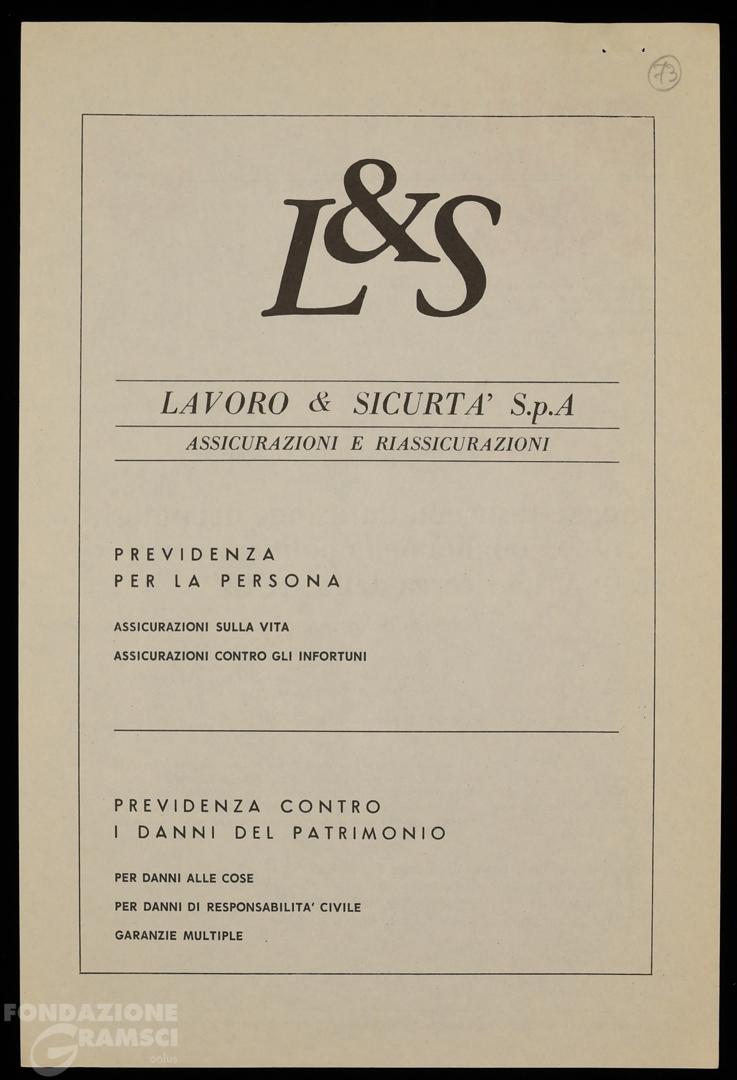 73
L&S
LAVORO & SICURTA' S.p.A
ASSICURAZIONI E RIASSICURAZIONI
PREVIDENZA
PER LA PERSONA
ASSICURAZIONI SULLA VITA
ASSICURAZIONI CONTRO GLI INFORTUNI
PREVIDENZA CONTRO
I DANNI DEL PATRIMONIO
PER DANNI ALLE COSE
PER DANNI DI RESPONSABILITA' CIVILE
GARANZIE MULTIPLE
FONDAZIONE
GRAMSCI
onlus